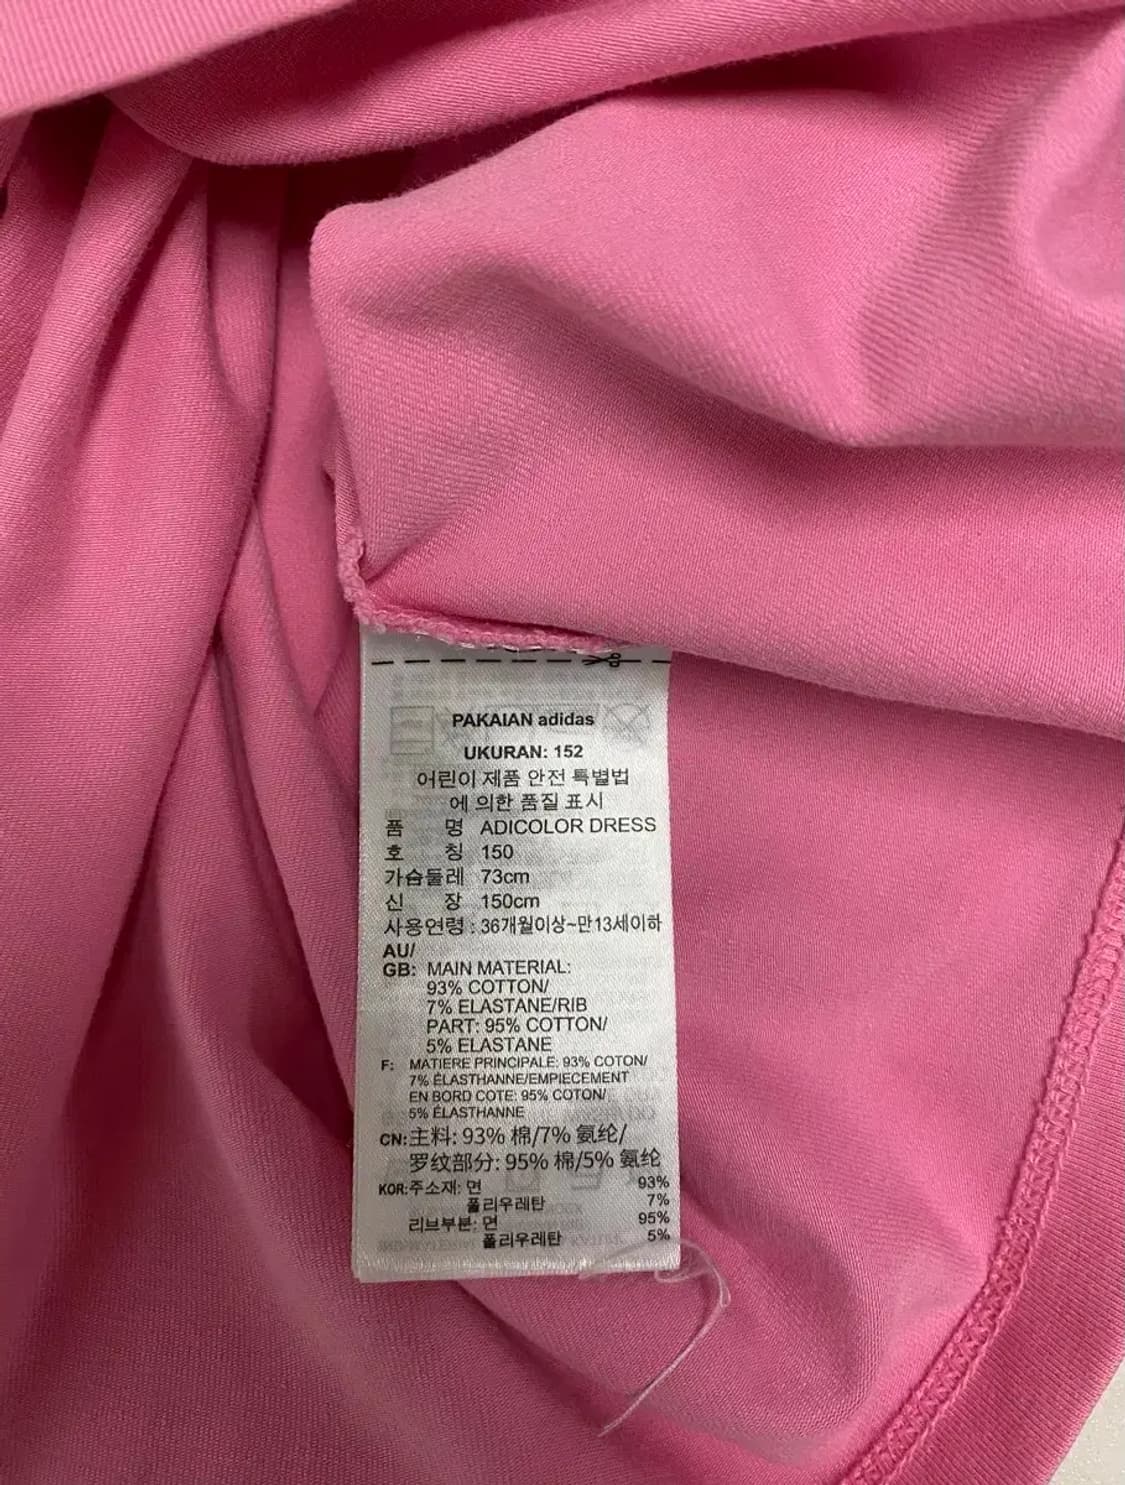 PAKAIAN adidas
UKURAN: 152
어린이 제품 안전 특별법
에 의한 품질 표시
품 명 ADICOLOR DRESS
호 칭 150
가슴둘레 73cm
신 장 150cm
사용연령 : 36개월이상~만13세이하
AU/
GB: MAIN MATERIAL:
93% COTTON/
7% ELASTANE/RIB
PART: 95% COTTON/
5% ELASTANE
F: MATIERE PRINCIPALE: 93% COTON/
7% ÉLASTHANNE/EMPIECEMENT
EN BORD COTE: 95% COTON/
5% ÉLASTHANNE
CN:主料: 93% 棉/7% 氨纶/
罗纹部分: 95% 棉/5% 氨纶
KOR:주소재: 면 93%
폴리우레탄 7%
리브부분: 면 95%
폴리우레탄 5%